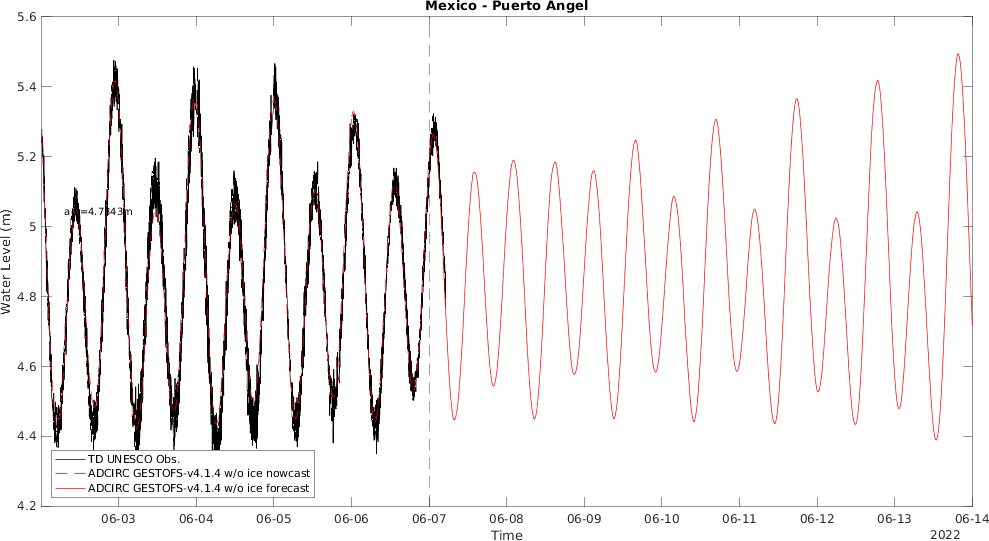 Mexico - Puerto Angel
5.6
5.4
5.2
5
4.8
4.6
4.4
4.2
Water Level (m)
TD UNESCO Obs.
ADCIRC GESTOFS-v4.1.4 w/o ice nowcast
ADCIRC GESTOFS-v4.1.4 w/o ice forecast
06-03 06-04 06-05 06-06 06-07 06-08 06-09 06-10 06-11 06-12 06-13 06-14
Time
2022